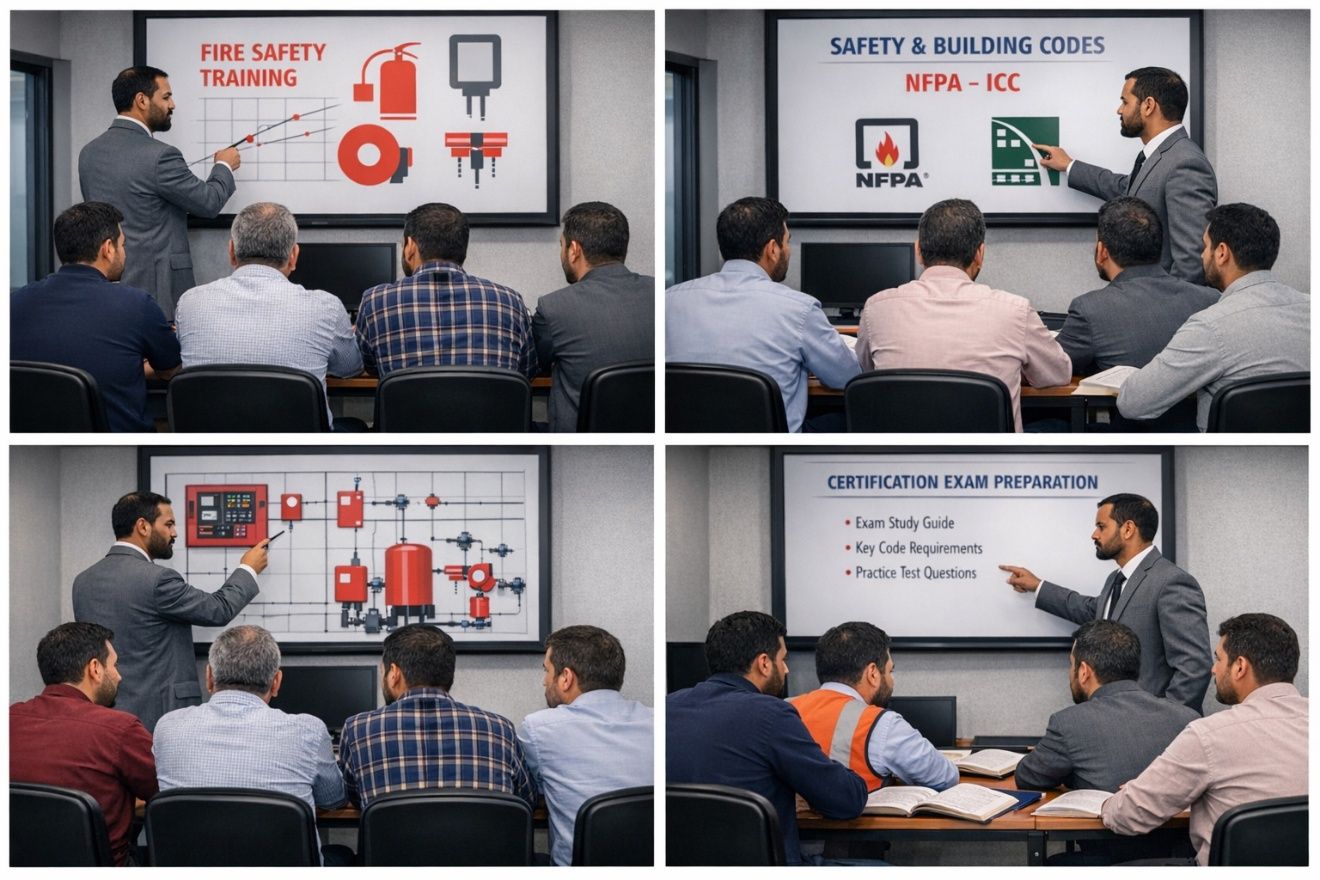 FIRE SAFETY
TRAINING
SAFETY & BUILDING CODES
NFPA – ICC
NFPA®
CERTIFICATION EXAM PREPARATION
• Exam Study Guide
• Key Code Requirements
• Practice Test Questions